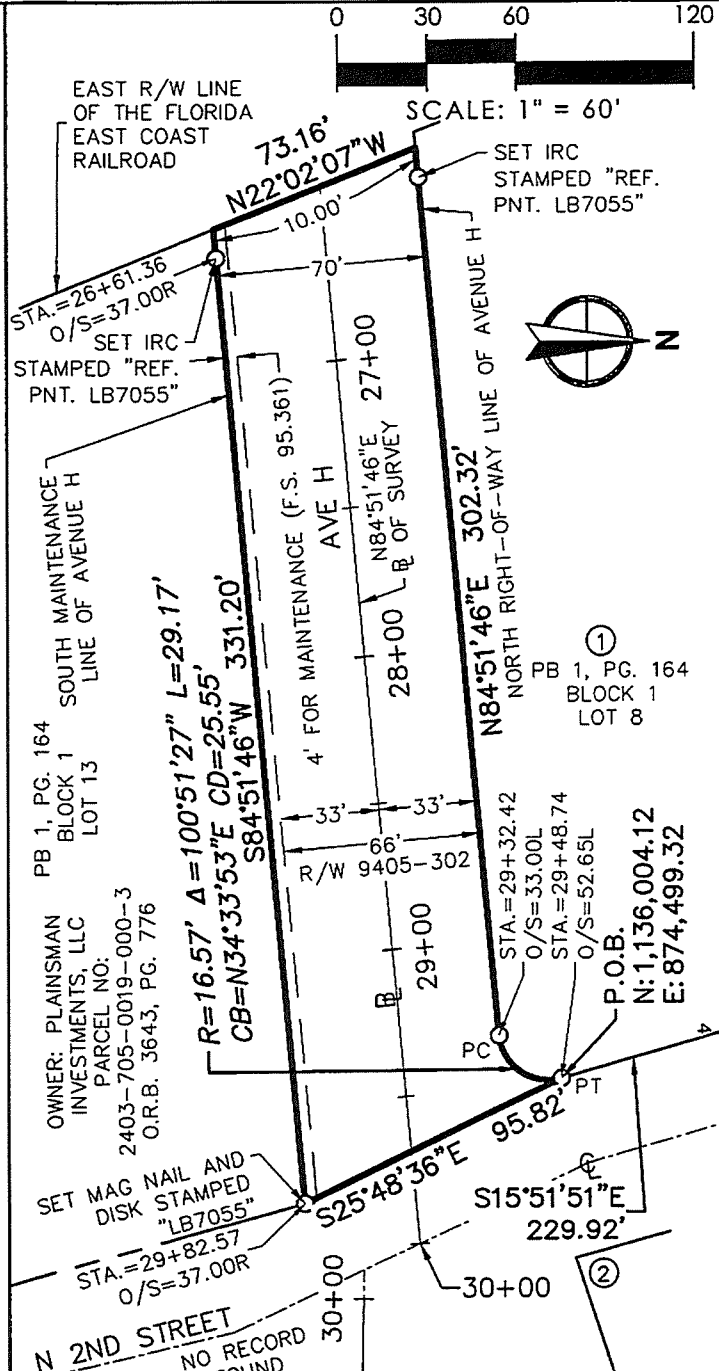 0 30 60 120
SCALE: 1" = 60'
EAST R/W LINE
OF THE FLORIDA
EAST COAST
RAILROAD
73.16'
N22°02'07"W
10.00'
70'
SET IRC
STAMPED "REF.
PNT. LB7055"
STA.=26+61.36
O/S=37.00R
SET IRC
STAMPED "REF.
PNT. LB7055"
N
SOUTH MAINTENANCE
LINE OF AVENUE H
PB 1, PG. 164
BLOCK 1
LOT 13
4' FOR MAINTENANCE (F.S. 95.361)
AVE H
27+00
N84°51'46"E
BL OF SURVEY
28+00
N84°51'46"E 302.32'
NORTH RIGHT-OF-WAY LINE OF AVENUE H
1
PB 1, PG. 164
BLOCK 1
LOT 8
R=16.57' Δ=100°51'27" L=29.17'
CB=N34°33'53"E CD=25.55'
S84°51'46"W 331.20'
33' 33'
66'
R/W 9405-302
BL
29+00
STA.=29+32.42
O/S=33.00L
STA.=29+48.74
O/S=52.65L
P.O.B.
N:1,136,004.12
E: 874,499.32
OWNER: PLAINSMAN
INVESTMENTS, LLC
PARCEL NO:
2403-705-0019-000-3
O.R.B. 3643, PG. 776
PC
PT
4
S25°48'36"E 95.82'
CL
S15°51'51"E
229.92'
SET MAG NAIL AND
DISK STAMPED
"LB7055"
STA.=29+82.57
O/S=37.00R
30+00
2
30+00
N 2ND STREET
NO RECORD